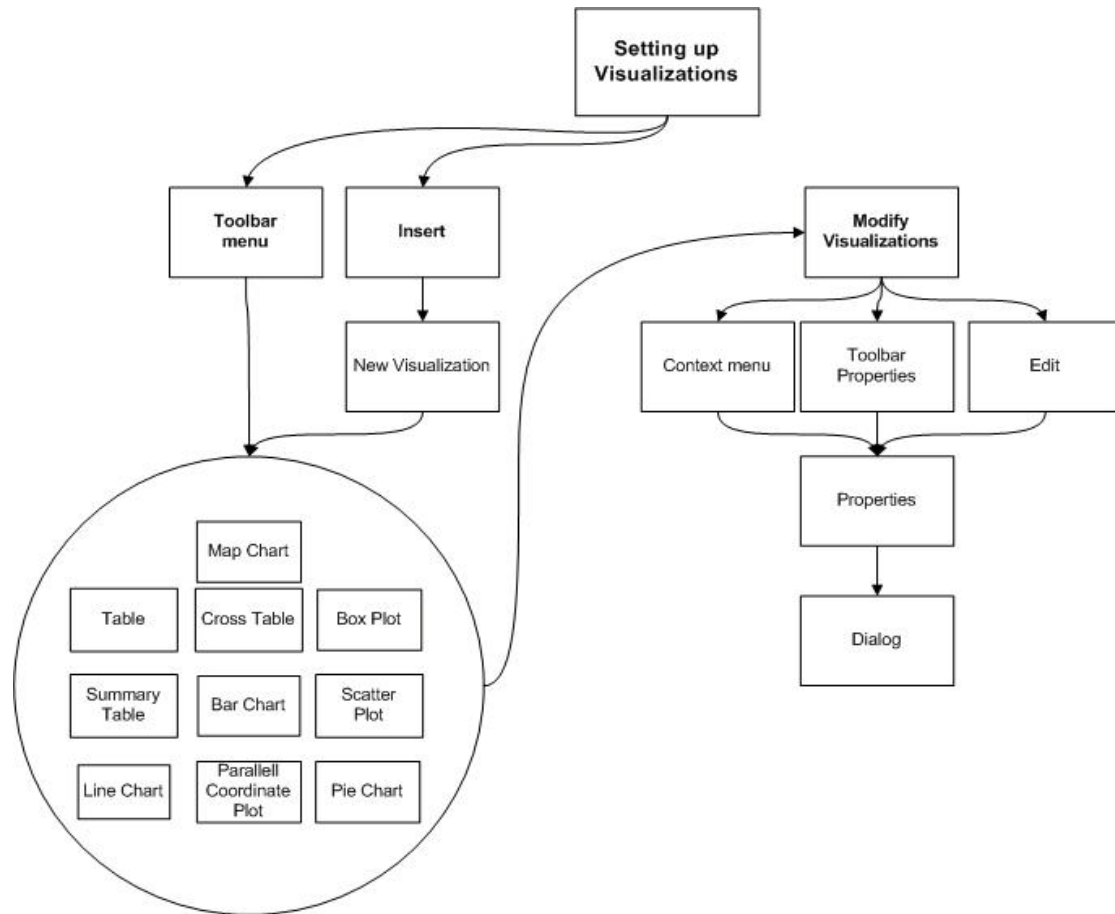 Setting up
Visualizations
Toolbar
menu
Insert
Modify
Visualizations
New Visualization
Context menu
Toolbar
Properties
Edit
Properties
Dialog
Map Chart
Table
Cross Table
Box Plot
Summary
Table
Bar Chart
Scatter
Plot
Line Chart
Parallell
Coordinate
Plot
Pie Chart